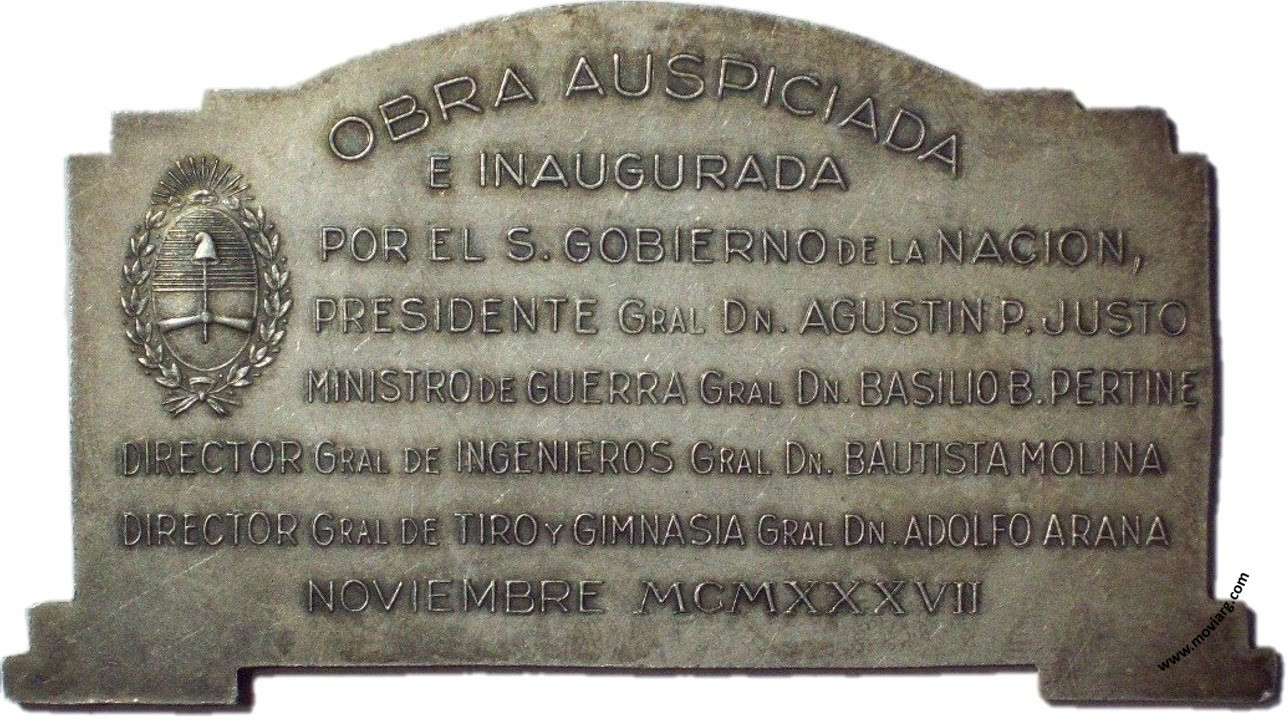 OBRA AUSPICIADA
E INAUGURADA
POR EL S. GOBIERNO DE LA NACION,
PRESIDENTE GRAL DN. AGUSTIN P. JUSTO
MINISTRO DE GUERRA GRAL DN. BASILIO B. PERTINE
DIRECTOR GRAL DE INGENIEROS GRAL DN. BAUTISTA MOLINA
DIRECTOR GRAL DE TIRO Y GIMNASIA GRAL DN. ADOLFO ARANA
NOVIEMBRE MCMXXXVII
www.moviarg.com